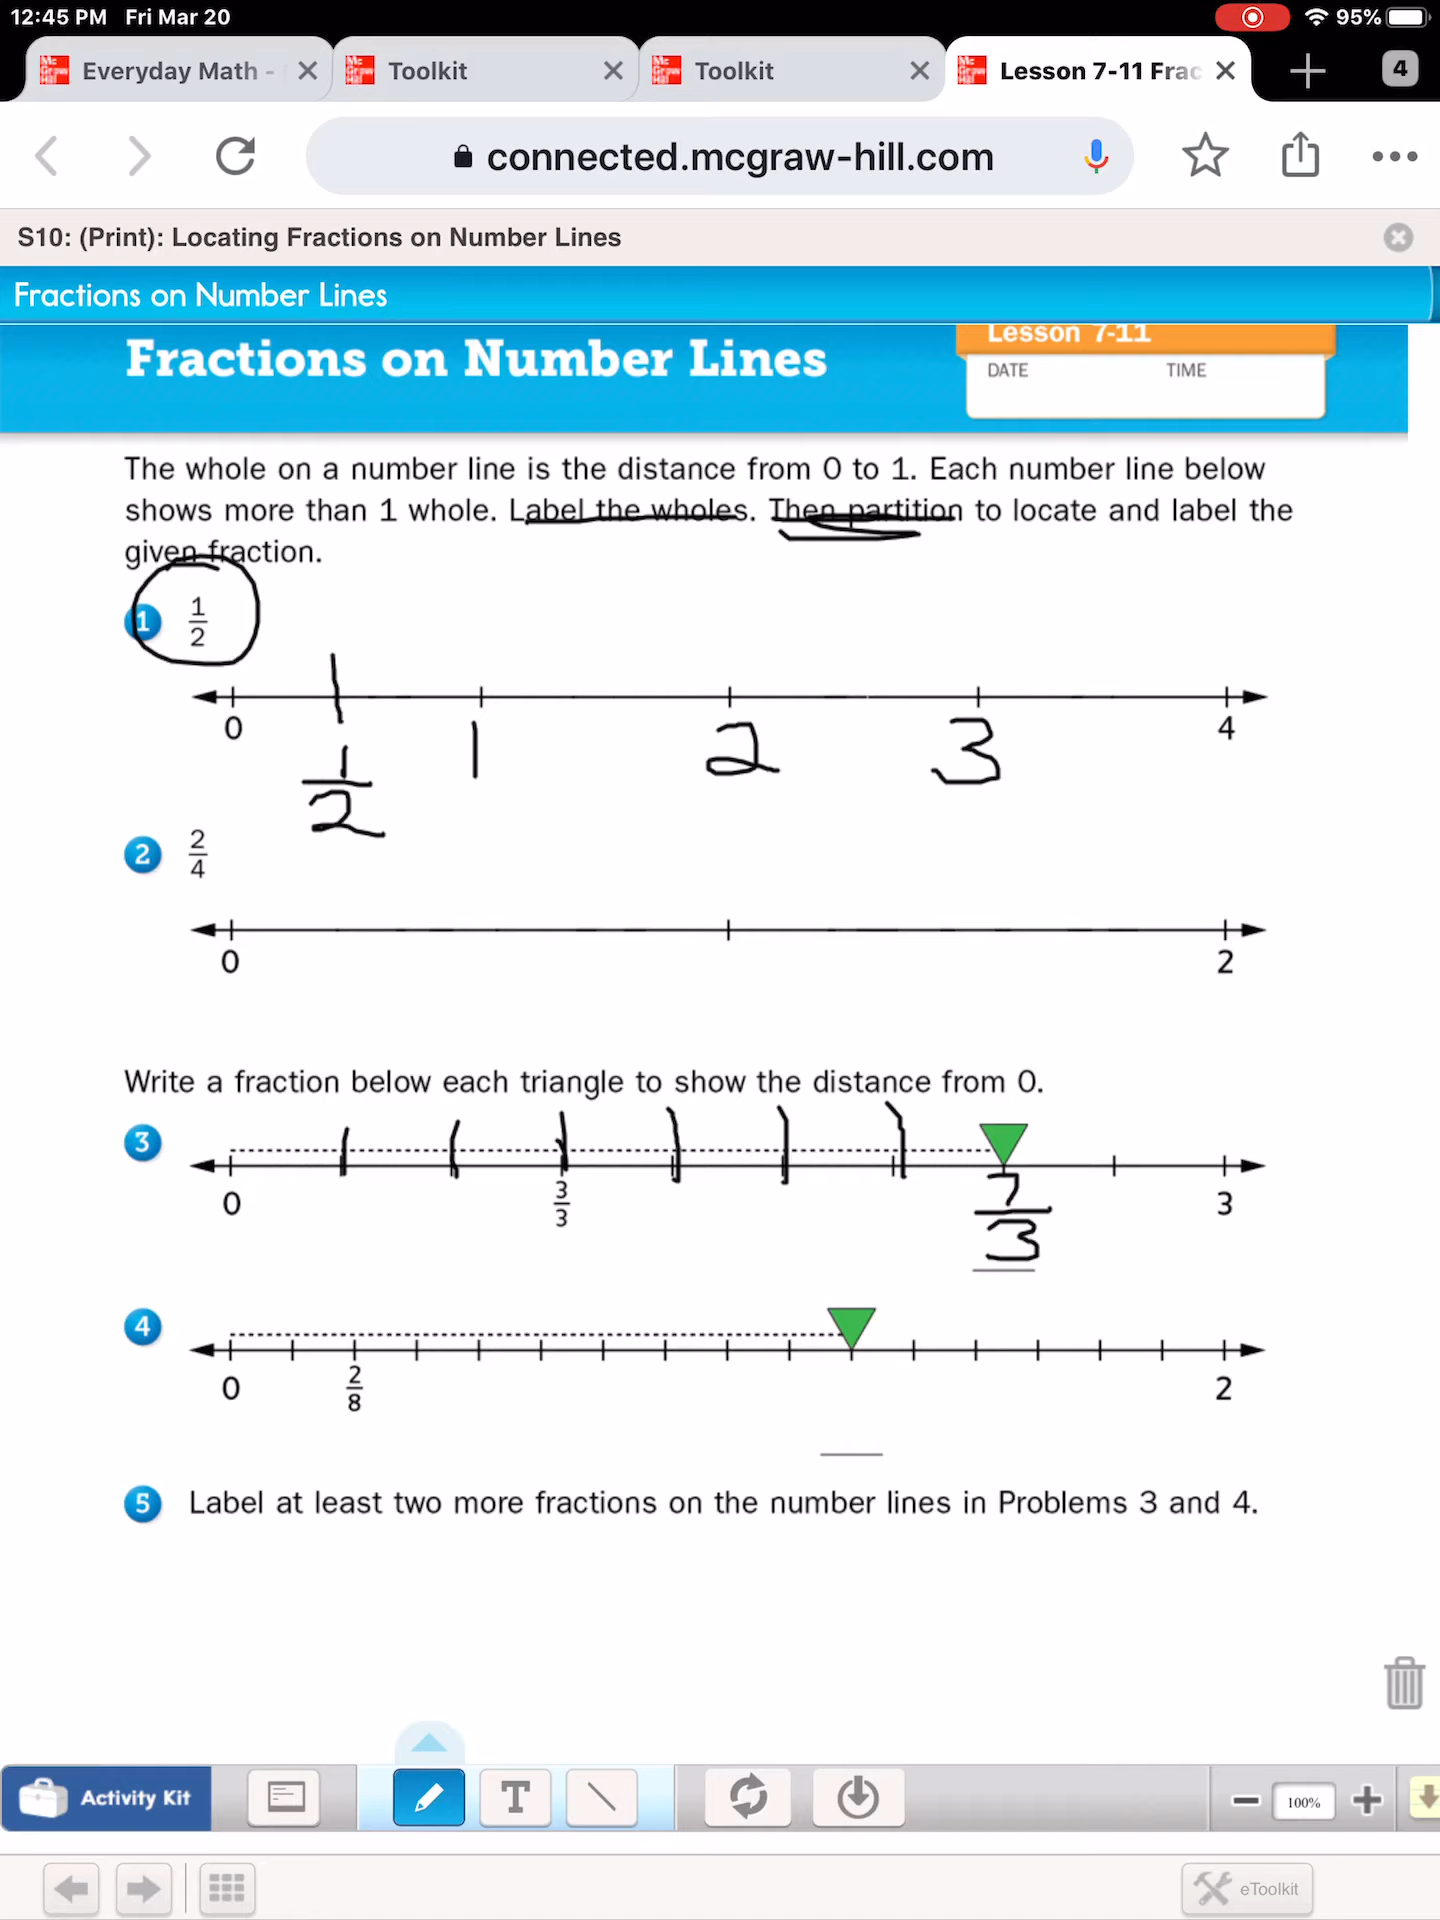 12:45 PM Fri Mar 20
95%
Everyday Math -
Toolkit
Toolkit
Lesson 7-11 Frac
4
connected.mcgraw-hill.com
S10: (Print): Locating Fractions on Number Lines
Fractions on Number Lines
Fractions on Number Lines
Lesson 7-11
DATE TIME
The whole on a number line is the distance from 0 to 1. Each number line below
shows more than 1 whole. Label the wholes. Then partition to locate and label the
given fraction.
1 1/2
0 1/2 1 2 3 4
2 2/4
0 2
Write a fraction below each triangle to show the distance from 0.
3
0 3/3 7/3 3
4
0 2/8 2
5 Label at least two more fractions on the number lines in Problems 3 and 4.
Activity Kit
T
100%
eToolkit